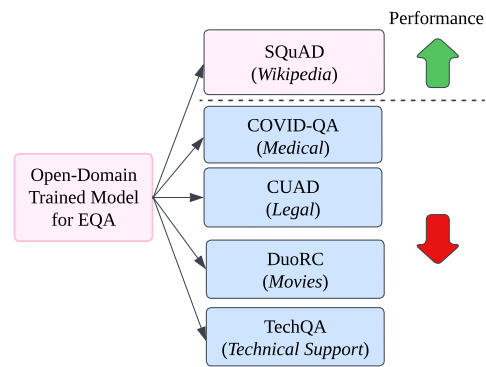 Performance
SQuAD
(Wikipedia)
COVID-QA
(Medical)
Open-Domain
Trained Model
for EQA
CUAD
(Legal)
DuoRC
(Movies)
TechQA
(Technical Support)